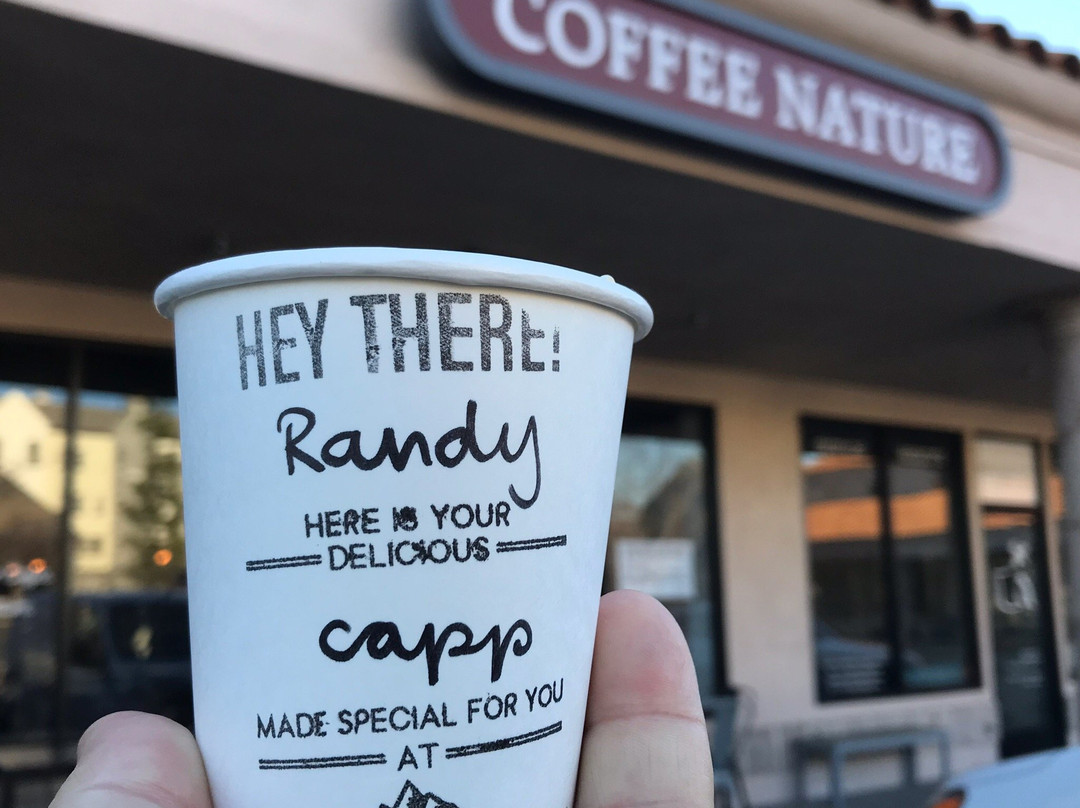 COFFEE NATURE
HEY THERE!
Randy
HERE IS YOUR
DELICIOUS
capp
MADE SPECIAL FOR YOU
AT